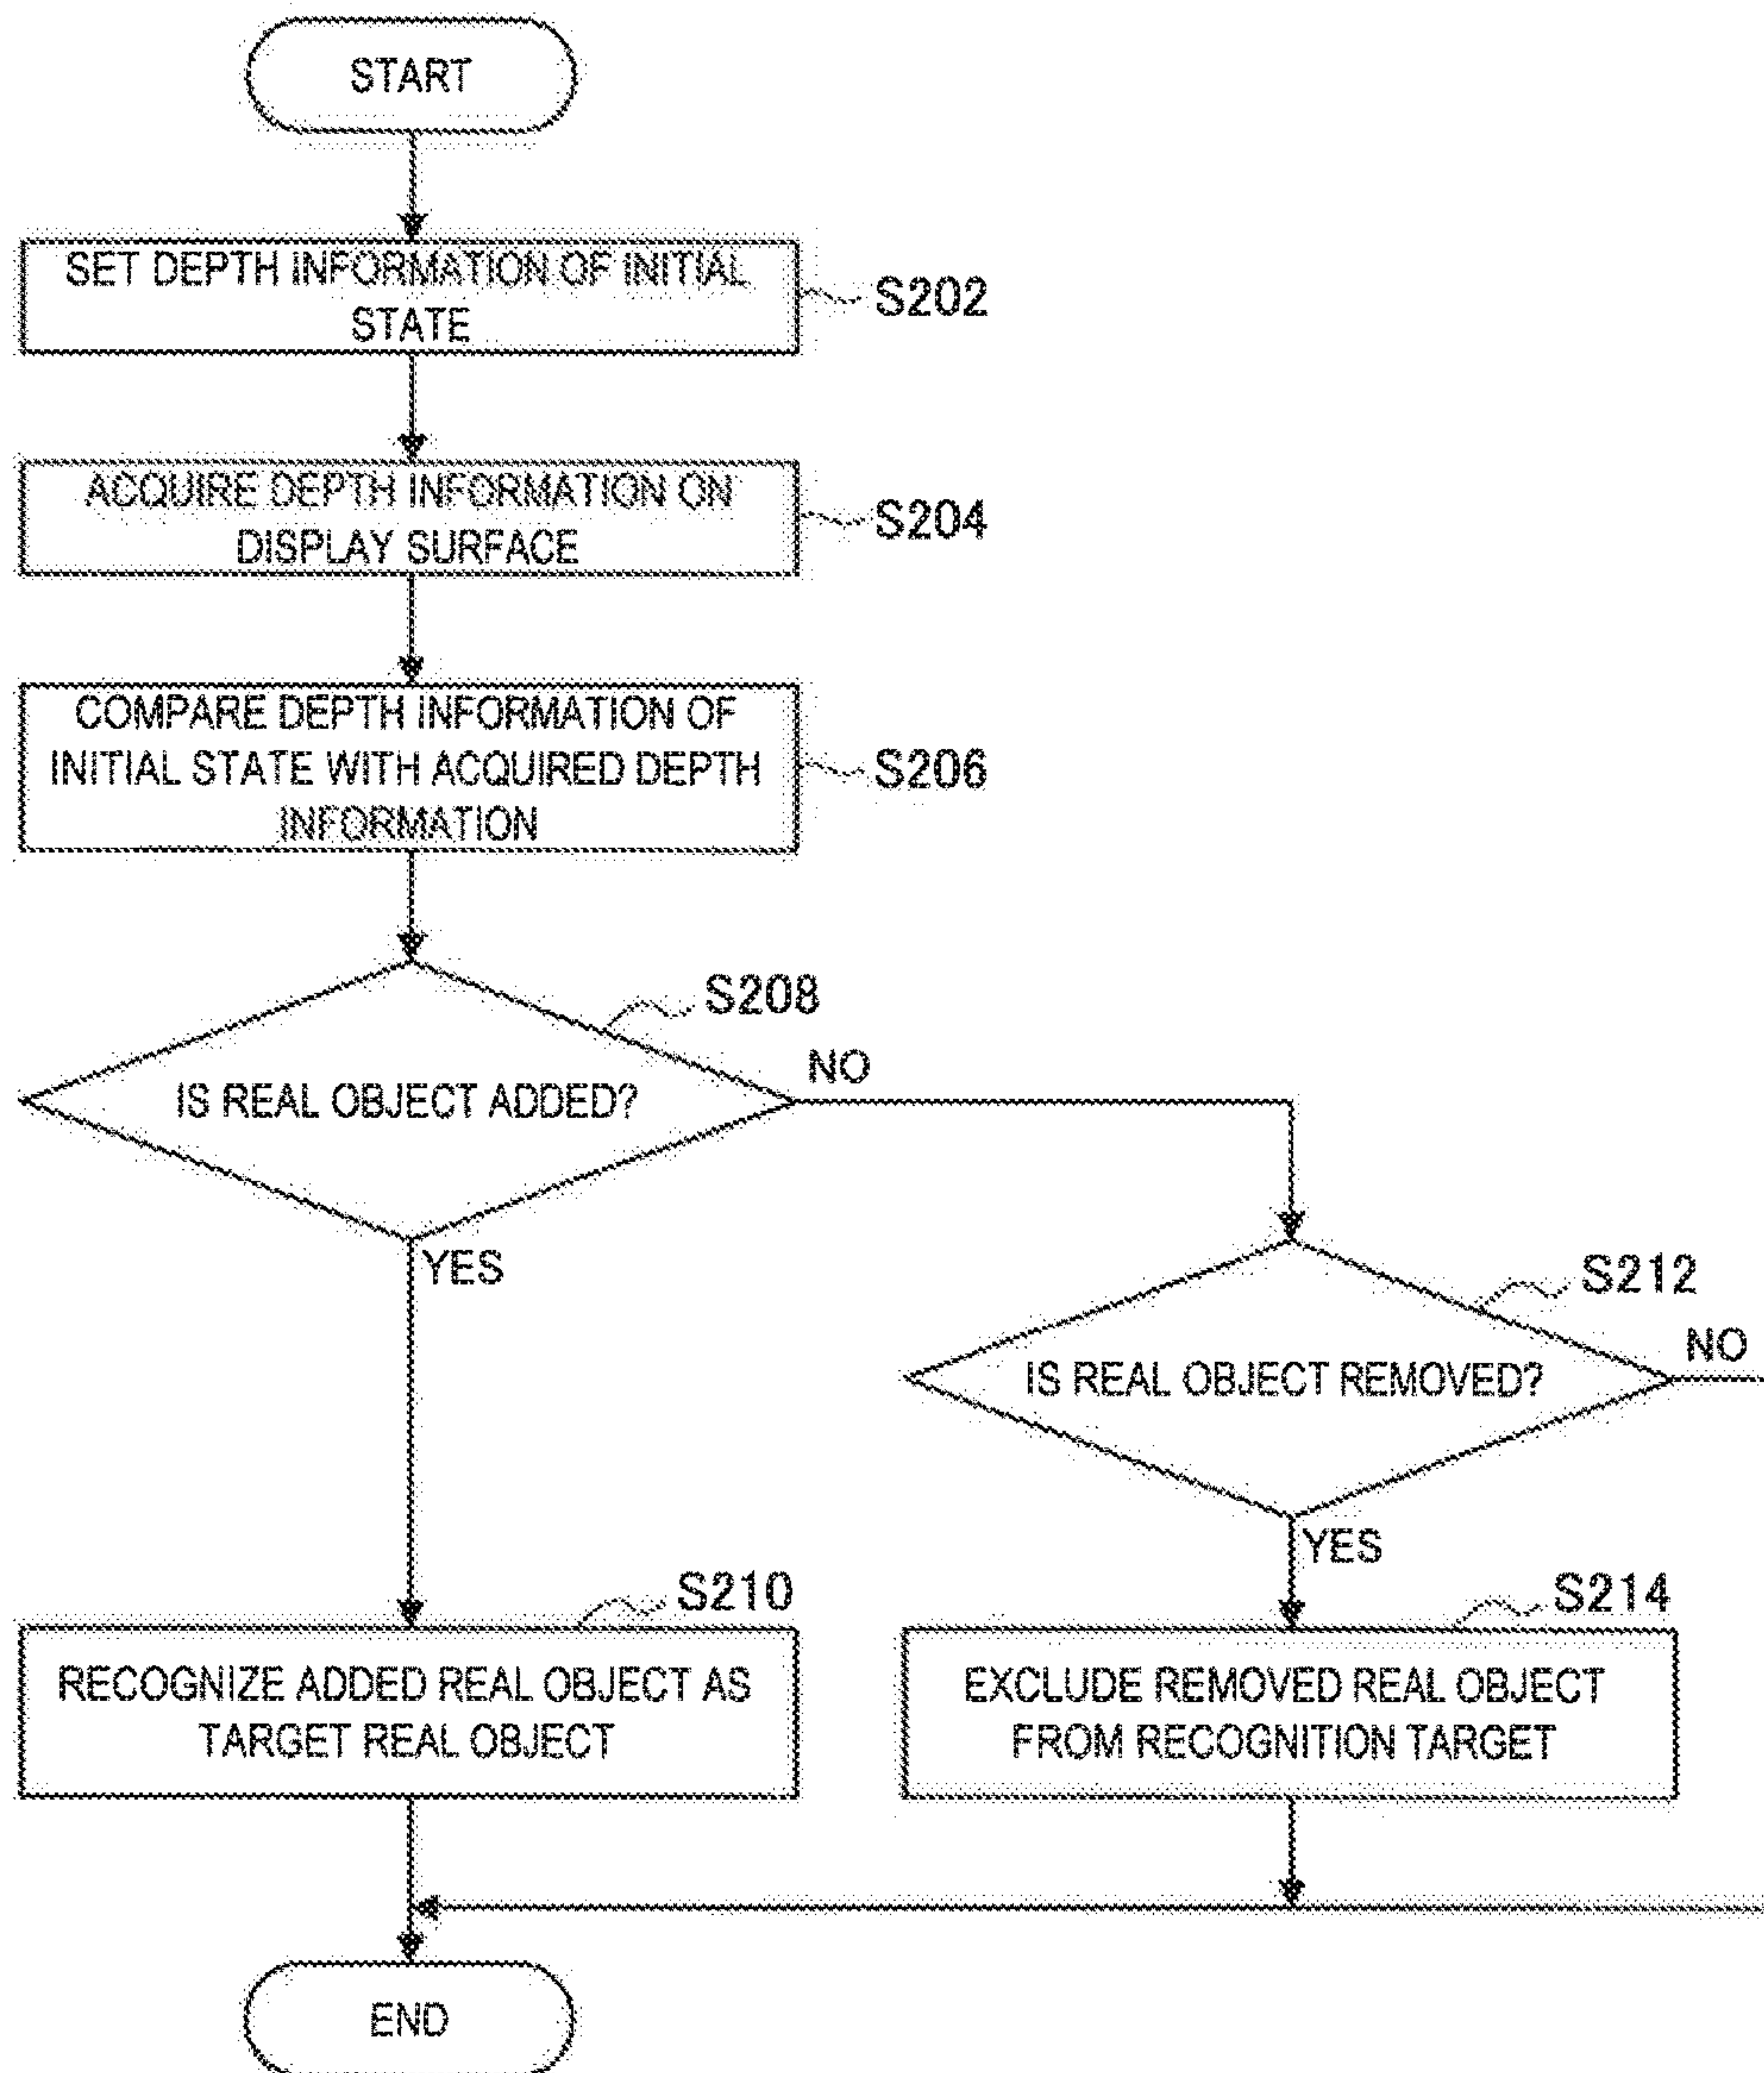 START
SET DEPTH INFORMATION OF INITIAL
STATE
S202
ACQUIRE DEPTH INFORMATION ON
DISPLAY SURFACE
S204
COMPARE DEPTH INFORMATION OF
INITIAL STATE WITH ACQUIRED DEPTH
INFORMATION
S206
S208
IS REAL OBJECT ADDED?
NO
YES
S212
IS REAL OBJECT REMOVED?
NO
YES
S210
RECOGNIZE ADDED REAL OBJECT AS
TARGET REAL OBJECT
S214
EXCLUDE REMOVED REAL OBJECT
FROM RECOGNITION TARGET
END